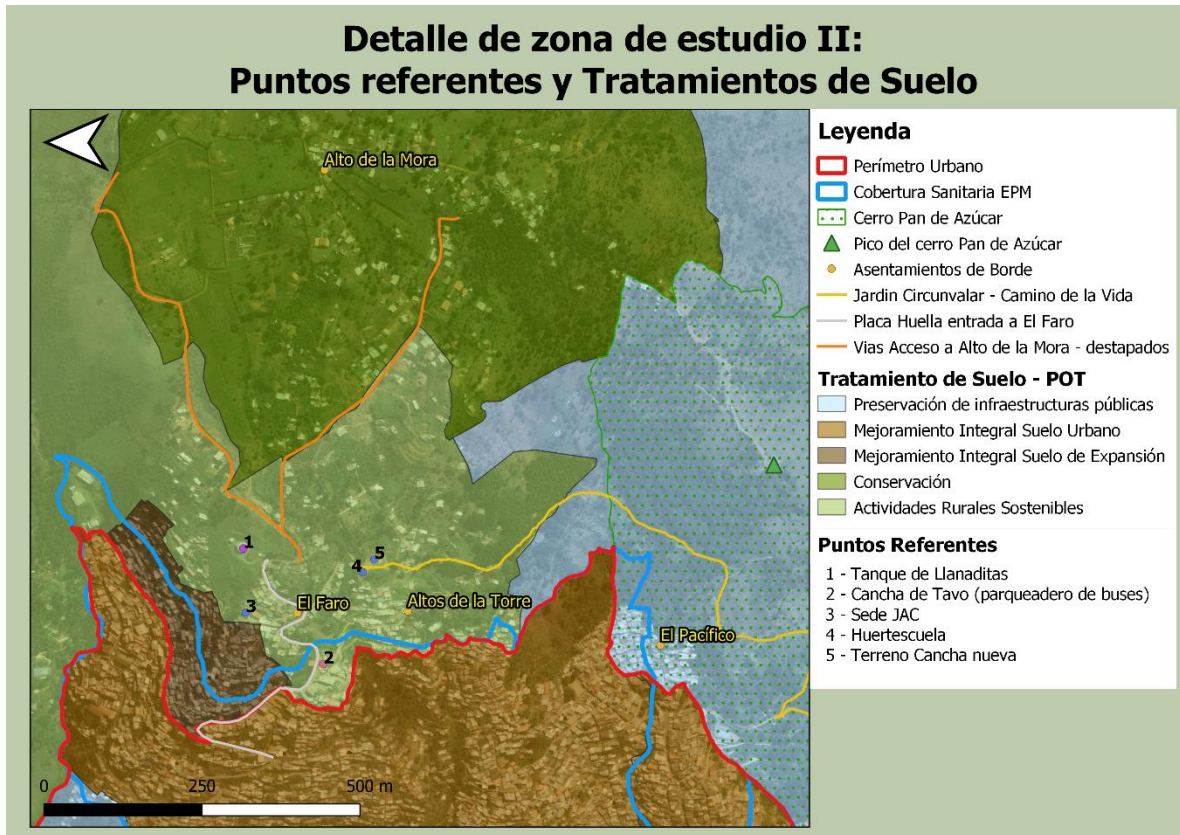 Detalle de zona de estudio II:
Puntos referentes y Tratamientos de Suelo
Alto de la Mora
1
5
4
3
El Faro
Altos de la Torre
2
El Pacífico
0
250
500 m
Leyenda
Perímetro Urbano
Cobertura Sanitaria EPM
Cerro Pan de Azúcar
Pico del cerro Pan de Azúcar
Asentamientos de Borde
Jardin Circunvalar - Camino de la Vida
Placa Huella entrada a El Faro
Vias Acceso a Alto de la Mora - destapados
Tratamiento de Suelo - POT
Preservación de infraestructuras públicas
Mejoramiento Integral Suelo Urbano
Mejoramiento Integral Suelo de Expansión
Conservación
Actividades Rurales Sostenibles
Puntos Referentes
1 - Tanque de Llanaditas
2 - Cancha de Tavo (parqueadero de buses)
3 - Sede JAC
4 - Huertescuela
5 - Terreno Cancha nueva